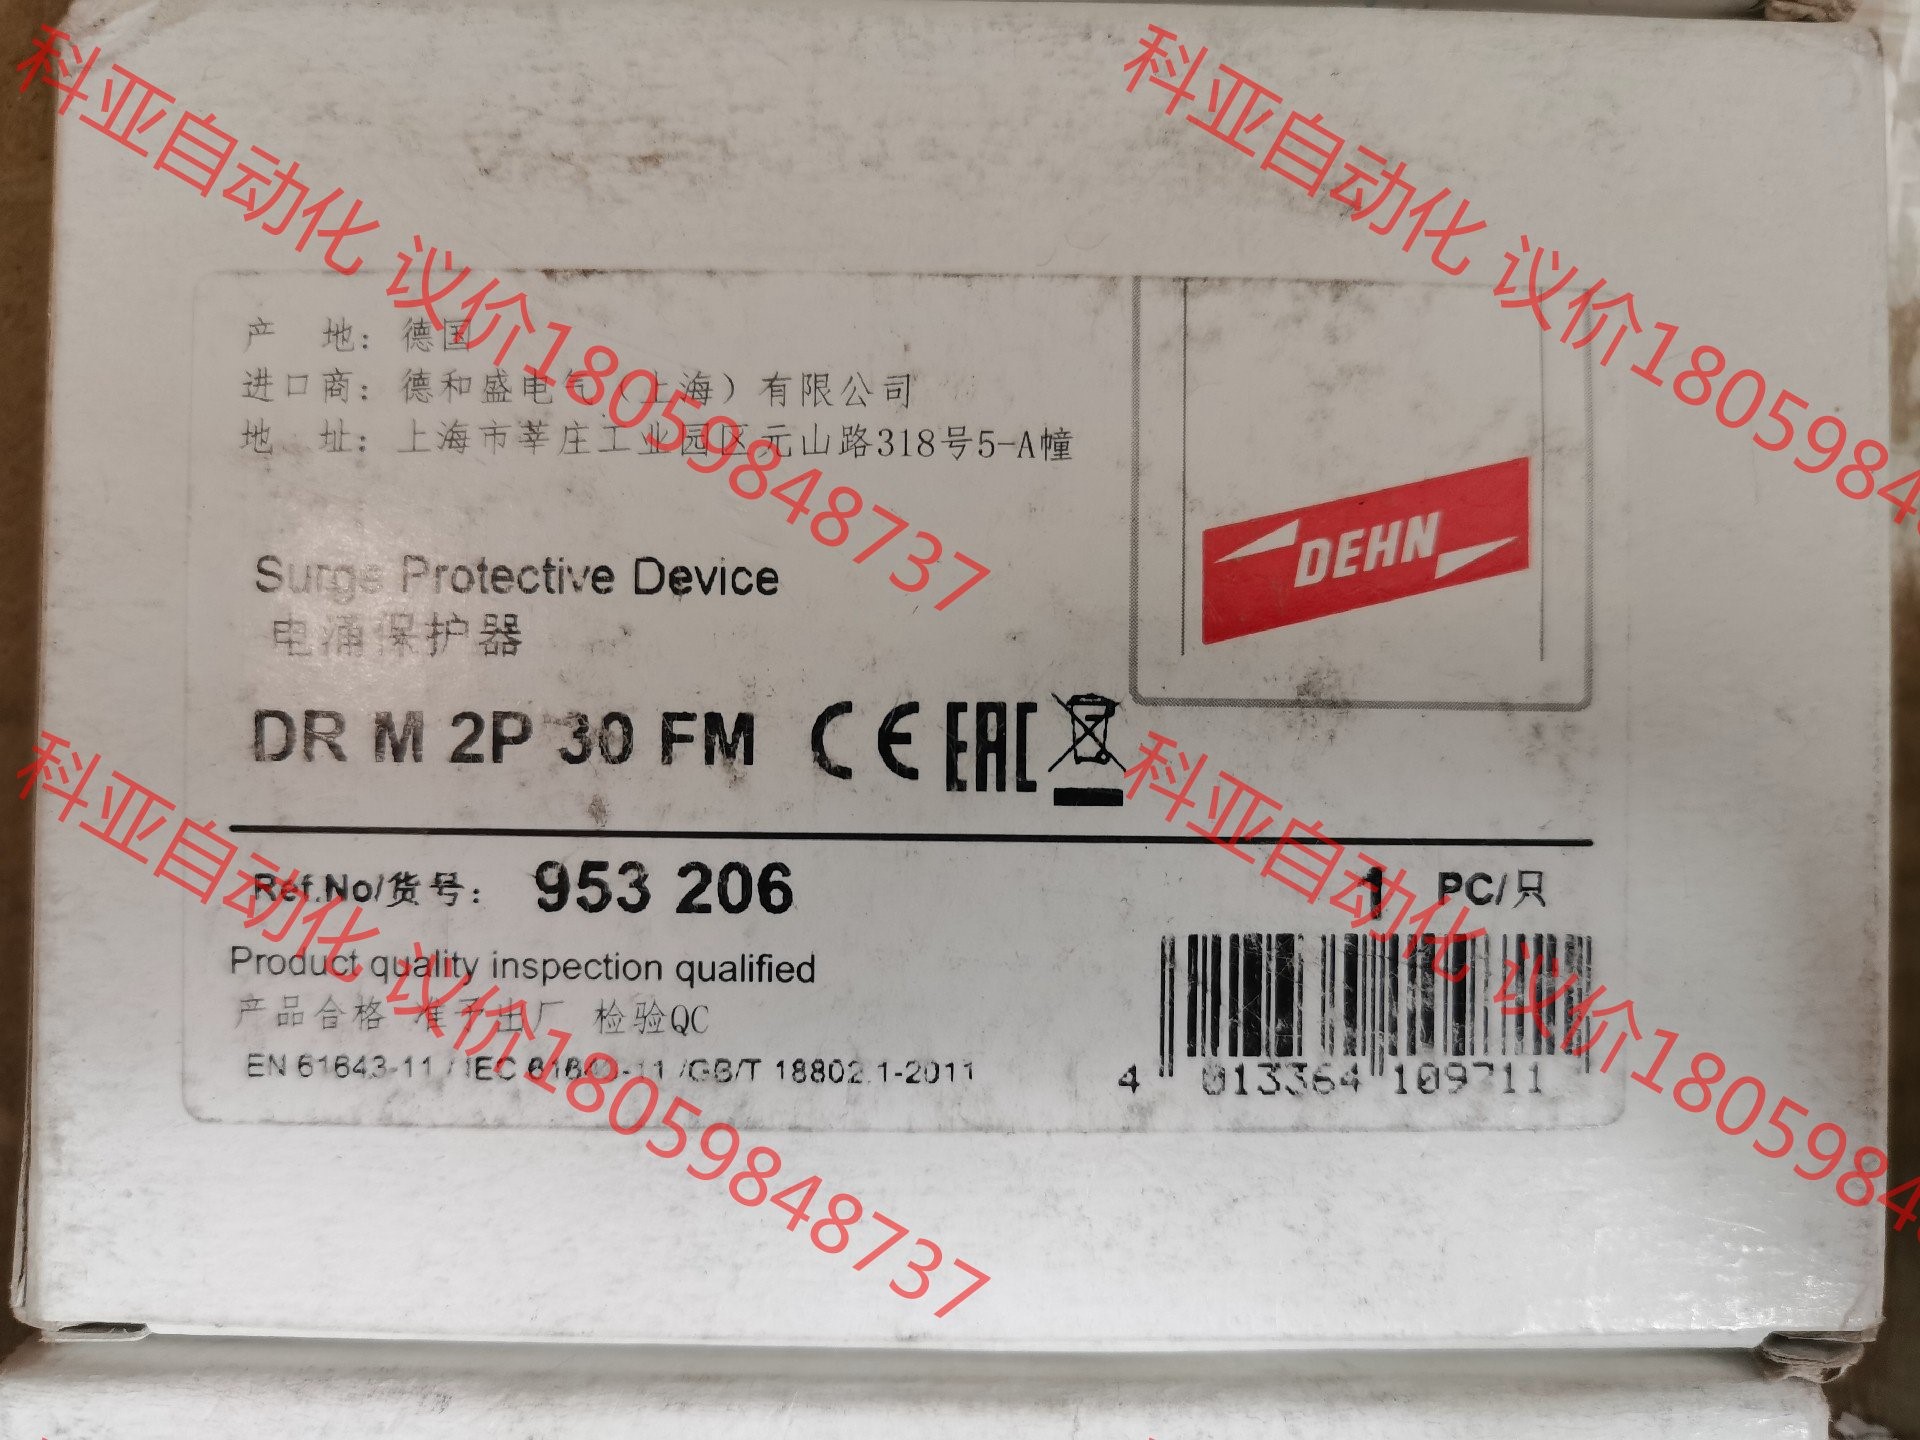 科亚自动化 议价18059848737
科亚自动化 议价1805984
产 地：德国
进口商：德和盛电气（上海）有限公司
地 址：上海市莘庄工业园区元山路318号5-A幢
DEHN
Surge Protective Device
电涌保护器
DR M 2P 30 FM CE EAC
科亚自动化 议价18059848737
科亚自动化 议价1805984
Ref.No/货号： 953 206 1 PC/只
Product quality inspection qualified
产品合格 准予出厂 检验QC
EN 61643-11 / IEC 61643-11 /GB/T 18802.1-2011
4 013364 109711